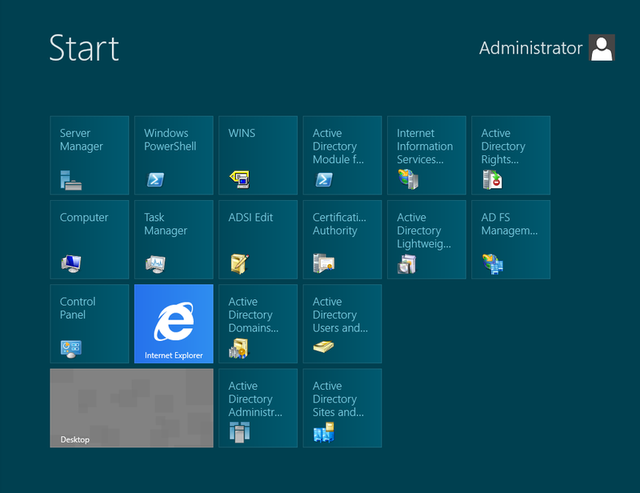 Start
Administrator
Server
Manager
Windows
PowerShell
WINS
Active
Directory
Module f...
Internet
Information
Services...
Active
Directory
Rights...
Computer
Task
Manager
ADSI Edit
Certificati...
Authority
Active
Directory
Lightweig...
AD FS
Managem...
Control
Panel
Internet Explorer
Active
Directory
Domains...
Active
Directory
Users and...
Desktop
Active
Directory
Administr...
Active
Directory
Sites and...